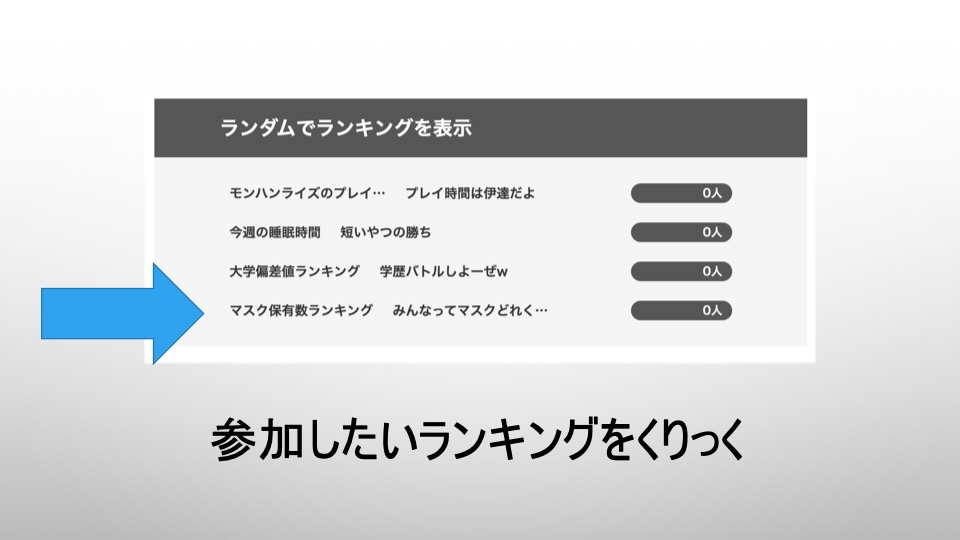 ランダムでランキングを表示
モンハンライズのプレイ… プレイ時間は伊達だよ 0人
今週の睡眠時間 短いやつの勝ち 0人
大学偏差値ランキング 学歴バトルしよーぜw 0人
マスク保有数ランキング みんなってマスクどれく… 0人
参加したいランキングをくりっく